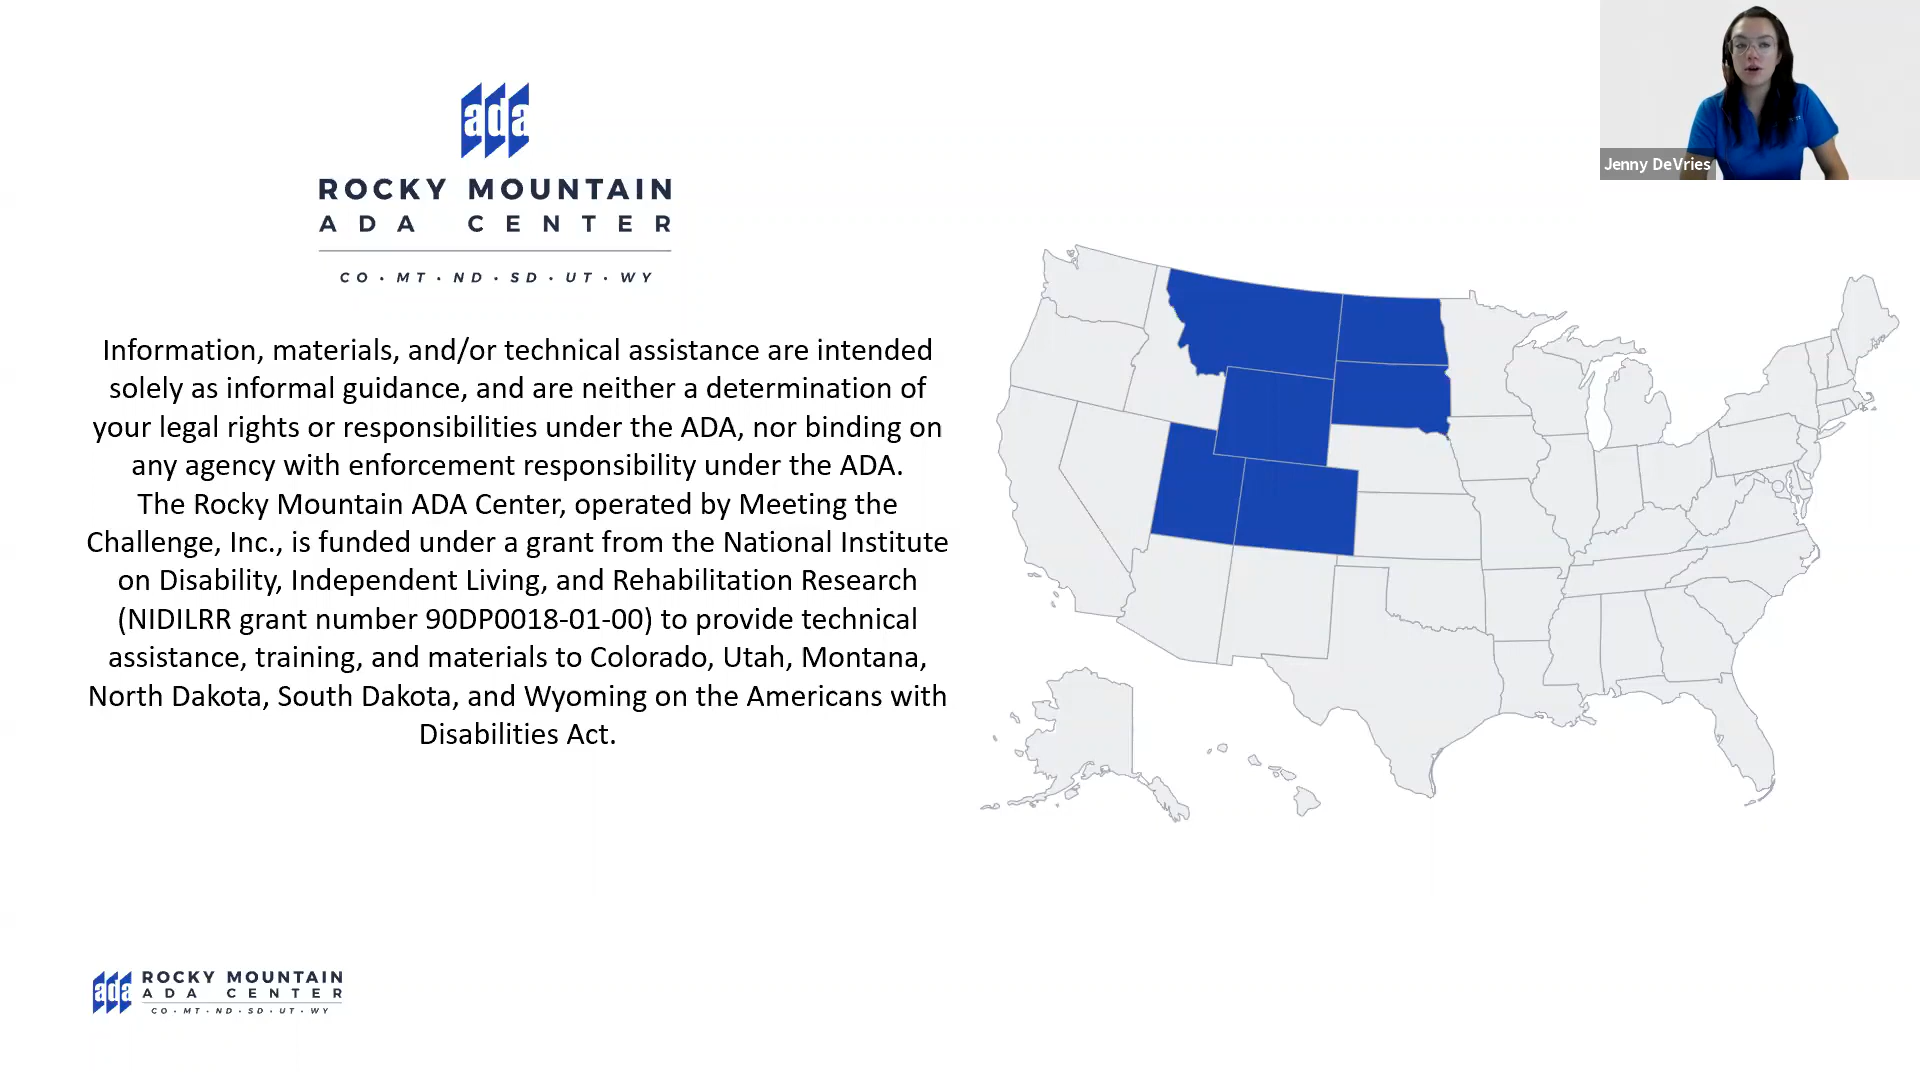 ada
ROCKY MOUNTAIN
ADA CENTER
CO · MT · ND · SD · UT · WY
Jenny DeVries
Information, materials, and/or technical assistance are intended
solely as informal guidance, and are neither a determination of
your legal rights or responsibilities under the ADA, nor binding on
any agency with enforcement responsibility under the ADA.
The Rocky Mountain ADA Center, operated by Meeting the
Challenge, Inc., is funded under a grant from the National Institute
on Disability, Independent Living, and Rehabilitation Research
(NIDILRR grant number 90DP0018-01-00) to provide technical
assistance, training, and materials to Colorado, Utah, Montana,
North Dakota, South Dakota, and Wyoming on the Americans with
Disabilities Act.
ada
ROCKY MOUNTAIN
ADA CENTER
CO · MT · ND · SD · UT · WY